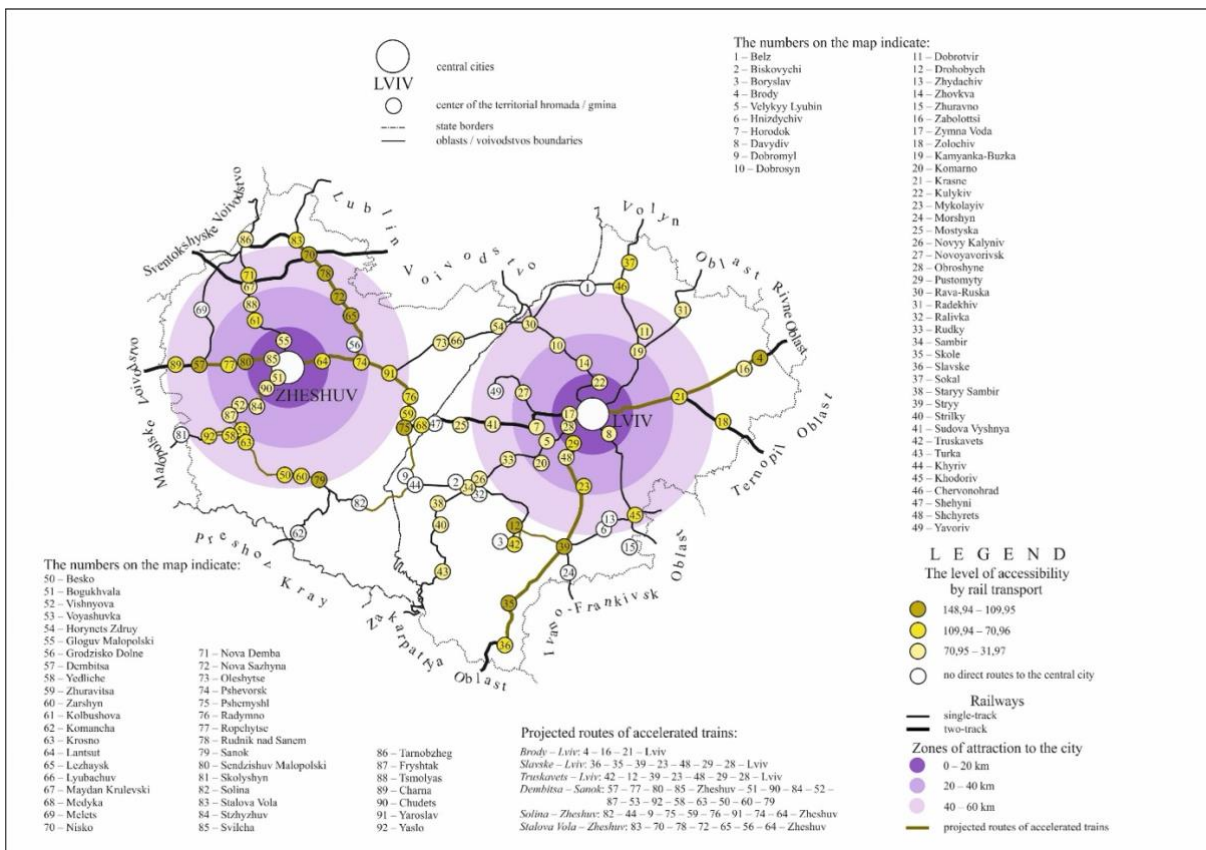 LVIV
central cities
center of the territorial hromada / gmina
state borders
oblasts / voivodstvos boundaries
The numbers on the map indicate:
1 – Belz
2 – Biskovychi
3 – Boryslav
4 – Brody
5 – Velykyy Lyubin
6 – Hnizdychiv
7 – Horodok
8 – Davydiv
9 – Dobromyl
10 – Dobrosyn
11 – Dobrotvir
12 – Drohobych
13 – Zhydachiv
14 – Zhovkva
15 – Zhuravno
16 – Zabolottsi
17 – Zymna Voda
18 – Zolochiv
19 – Kamyanka-Buzka
20 – Komarno
21 – Krasne
22 – Kulykiv
23 – Mykolayiv
24 – Morshyn
25 – Mostyska
26 – Novyy Kalyniv
27 – Novoyavorivsk
28 – Obroshyne
29 – Pustomyty
30 – Rava-Ruska
31 – Radekhiv
32 – Ralivka
33 – Rudky
34 – Sambir
35 – Skole
36 – Slavske
37 – Sokal
38 – Staryy Sambir
39 – Stryy
40 – Strilky
41 – Sudova Vyshnya
42 – Truskavets
43 – Turka
44 – Khyriv
45 – Khodoriv
46 – Chervonohrad
47 – Shehyni
48 – Shchyrets
49 – Yavoriv
Sventokshyske Voivodstvo
Lublin Voivodstvo
Volyn Oblast
Rivne Oblast
Ternopil Oblast
Ivano-Frankivsk Oblast
Zakarpatya Oblast
Preshov Kray
Malopolske Voivodstvo
ZHESHUV
LVIV
The numbers on the map indicate:
50 – Besko
51 – Bogukhvala
52 – Vishnyova
53 – Voyashuvka
54 – Horynets Zdruy
55 – Gloguv Malopolski
56 – Grodzisko Dolne
57 – Dembitsa
58 – Yedliche
59 – Zhuravitsa
60 – Zarshyn
61 – Kolbushova
62 – Komancha
63 – Krosno
64 – Lantsut
65 – Lezhaysk
66 – Lyubachuv
67 – Maydan Krulevski
68 – Medyka
69 – Melets
70 – Nisko
71 – Nova Demba
72 – Nova Sazhyna
73 – Oleshytse
74 – Pshevorsk
75 – Pshemyshl
76 – Radymno
77 – Ropchytse
78 – Rudnik nad Sanem
79 – Sanok
80 – Sendzishuv Malopolski
81 – Skolyshyn
82 – Solina
83 – Stalova Vola
84 – Stzhyzhuv
85 – Svilcha
86 – Tarnobzheg
87 – Fryshtak
88 – Tsmolyas
89 – Charna
90 – Chudets
91 – Yaroslav
92 – Yaslo
Projected routes of accelerated trains:
Brody – Lviv: 4 – 16 – 21 – Lviv
Slavske – Lviv: 36 – 35 – 39 – 23 – 48 – 29 – 28 – Lviv
Truskavets – Lviv: 42 – 12 – 39 – 23 – 48 – 29 – 28 – Lviv
Dembitsa – Sanok: 57 – 77 – 80 – 85 – Zheshuv – 51 – 90 – 84 – 52 –
87 – 53 – 92 – 58 – 63 – 50 – 60 – 79
Solina – Zheshuv: 82 – 44 – 9 – 75 – 59 – 76 – 91 – 74 – 64 – Zheshuv
Stalova Vola – Zheshuv: 83 – 70 – 78 – 72 – 65 – 56 – 64 – Zheshuv
LEGEND
The level of accessibility
by rail transport
148,94 – 109,95
109,94 – 70,96
70,95 – 31,97
no direct routes to the central city
Railways
single-track
two-track
Zones of attraction to the city
0 – 20 km
20 – 40 km
40 – 60 km
projected routes of accelerated trains